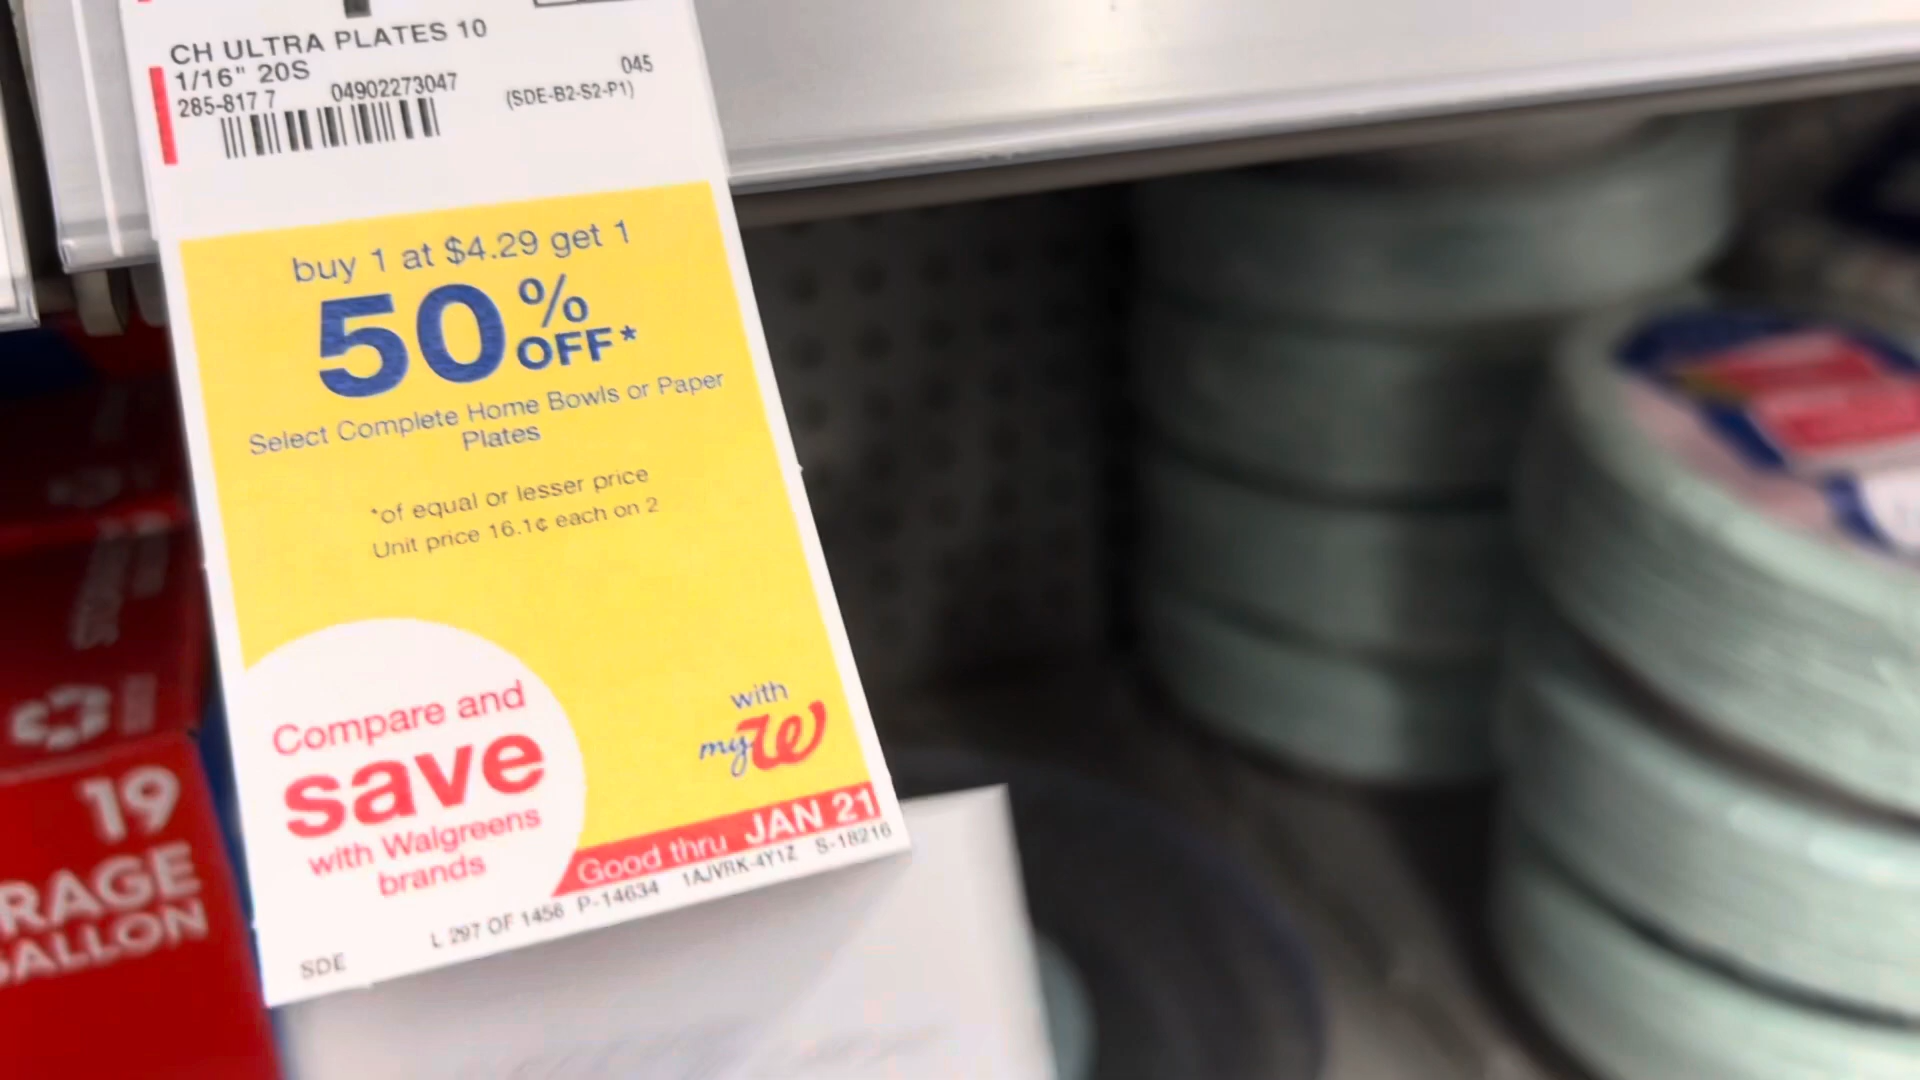 CH ULTRA PLATES 10
1/16" 20S
285-817 7 04902273047
045
(SDE-B2-S2-P1)
buy 1 at $4.29 get 1
50%
OFF*
Select Complete Home Bowls or Paper
Plates
*of equal or lesser price
Unit price 16.1¢ each on 2
Compare and
save
with Walgreens
brands
with
myW
Good thru JAN 21
L 297 OF 1456 P-14634 1AJVRK-4Y1Z S-18216
SDE
19
RAGE
GALLON